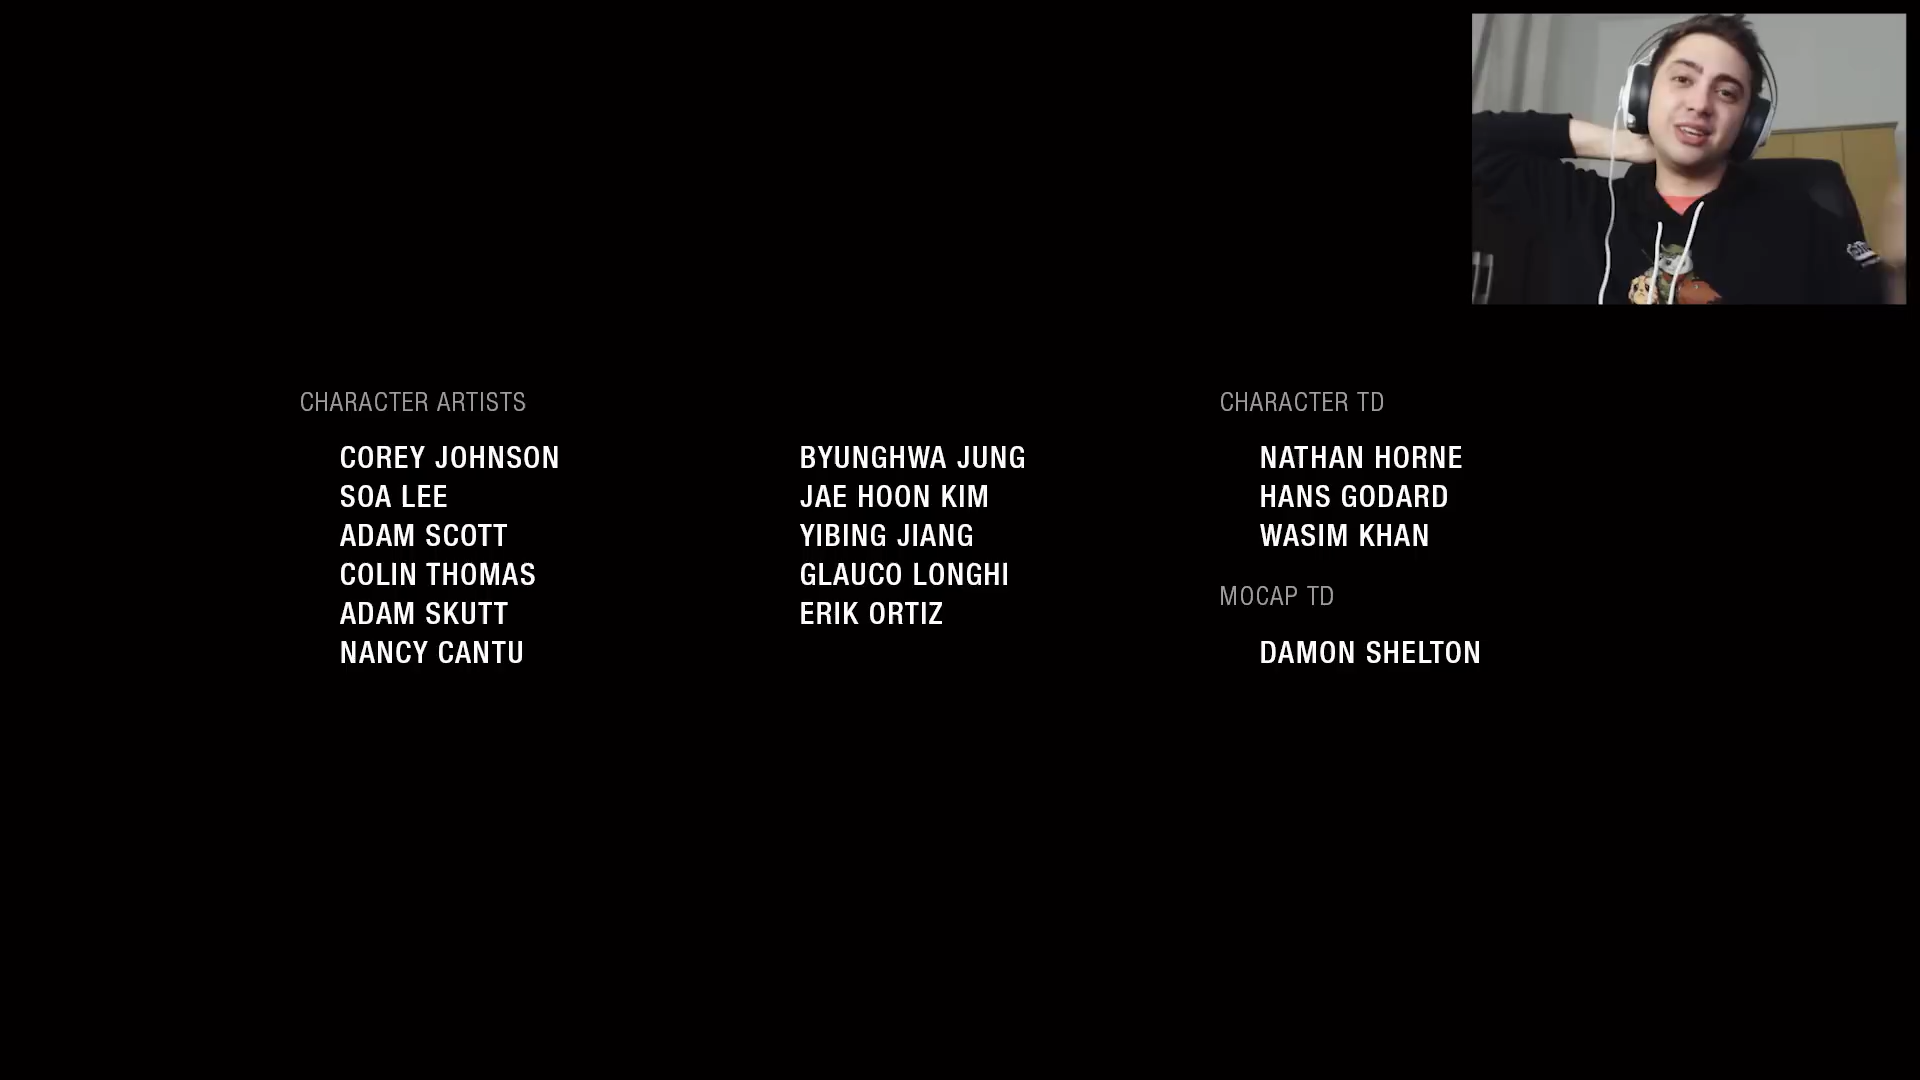 CHARACTER ARTISTS
COREY JOHNSON
SOA LEE
ADAM SCOTT
COLIN THOMAS
ADAM SKUTT
NANCY CANTU
BYUNGHWA JUNG
JAE HOON KIM
YIBING JIANG
GLAUCO LONGHI
ERIK ORTIZ
CHARACTER TD
NATHAN HORNE
HANS GODARD
WASIM KHAN
MOCAP TD
DAMON SHELTON